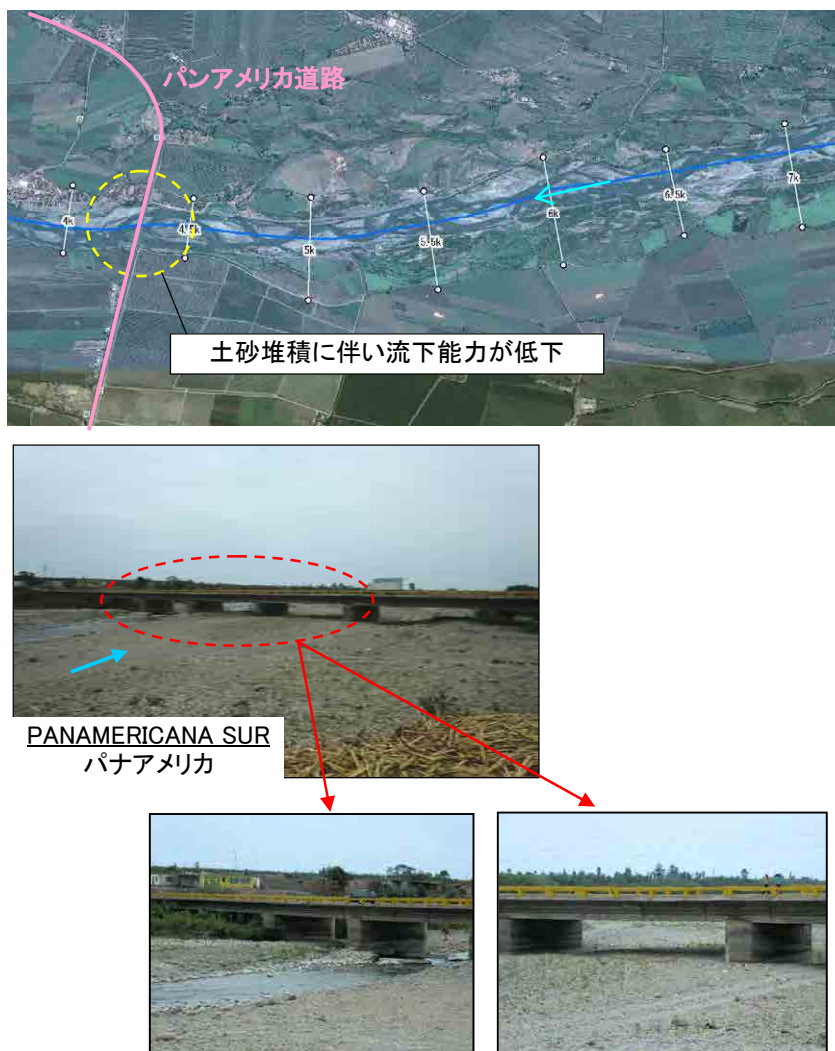 パンアメリカ道路
7k
6.5k
6k
5.5k
5k
4.5k
4k
土砂堆積に伴い流下能力が低下
PANAMERICANA SUR
パナアメリカ